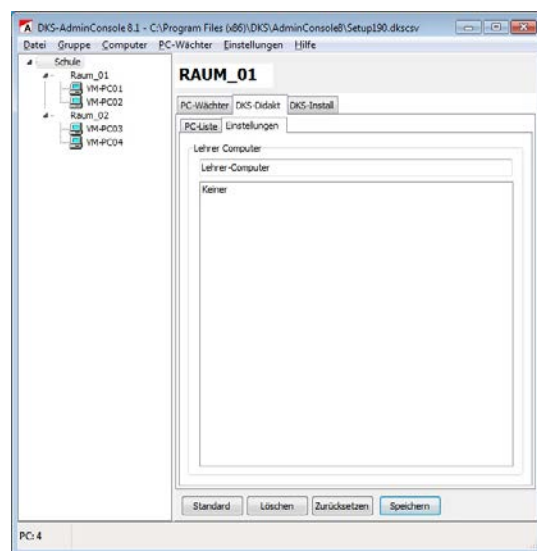 DKS-AdminConsole 8.1 - C:\Program Files (x86)\DKS\AdminConsole8\Setup190.dkscsv
Datei Gruppe Computer PC-Wächter Einstellungen Hilfe
Schule
Raum_01
VM-PC01
VM-PC02
Raum_02
VM-PC03
VM-PC04
RAUM_01
PC-Wächter DKS-Didakt DKS-Install
PC-Liste Einstellungen
Lehrer Computer
Lehrer-Computer
Keiner
Standard Löschen Zurücksetzen Speichern
PC: 4